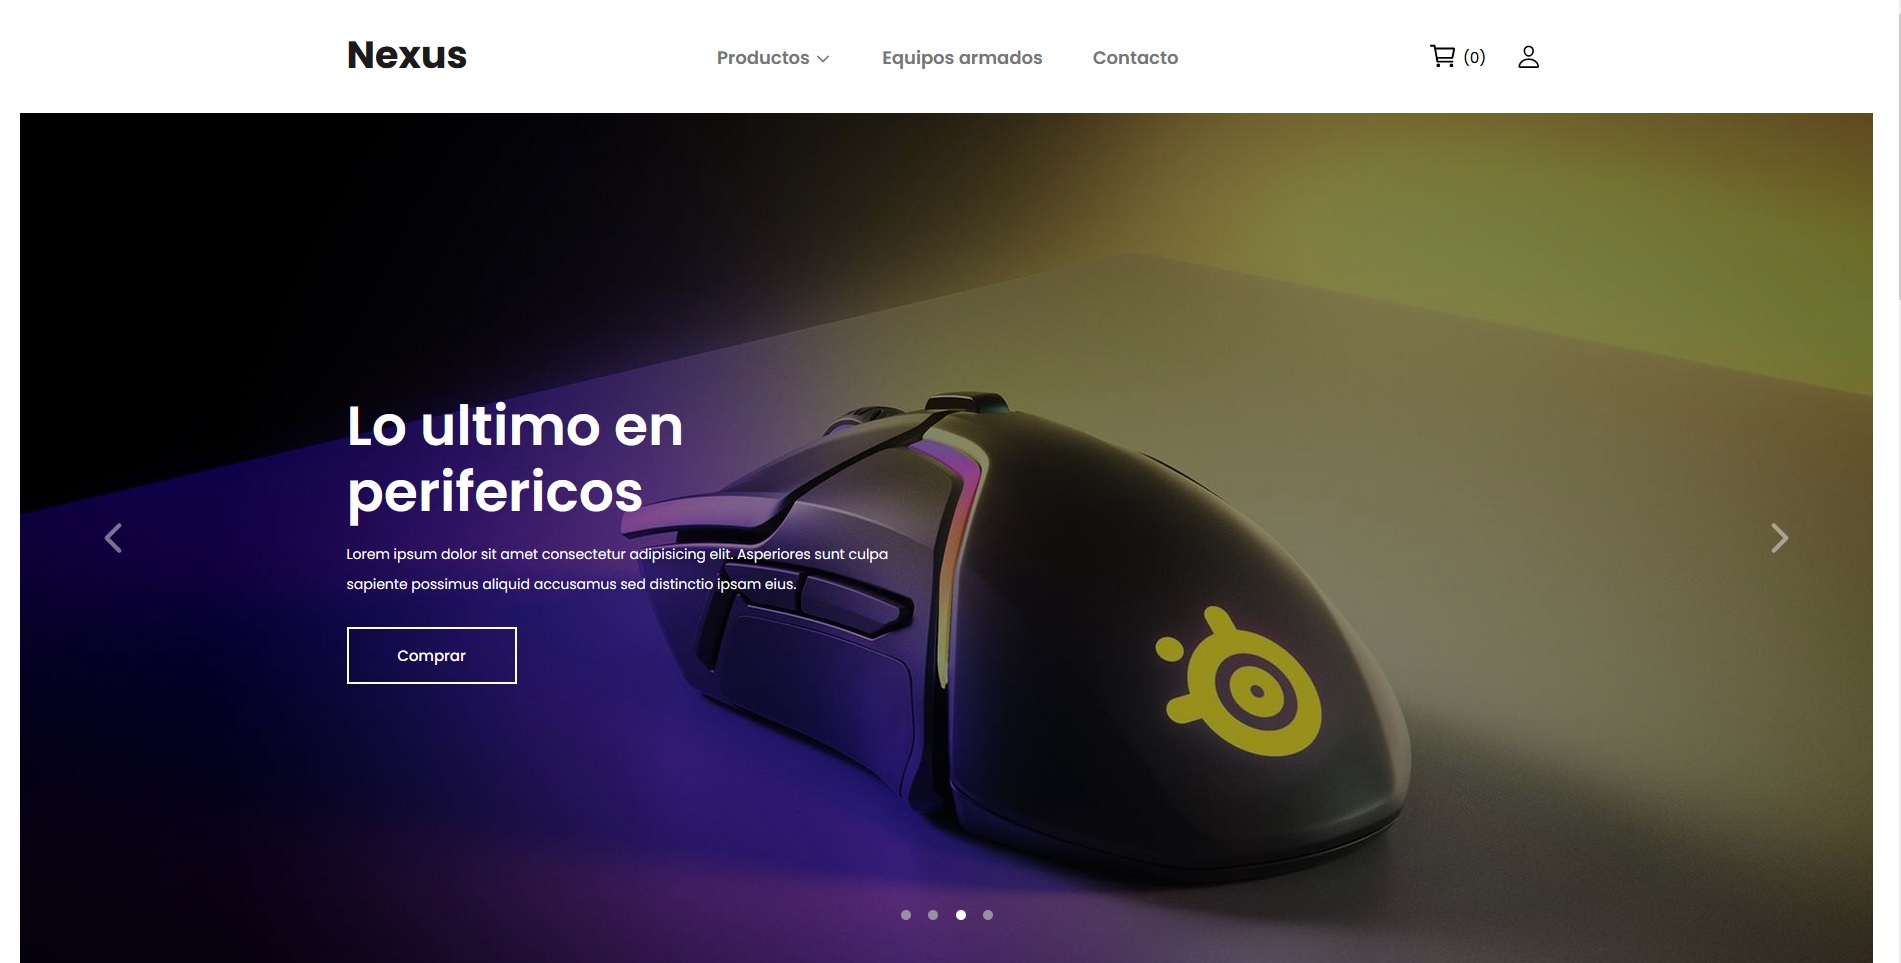 Nexus
Productos
Equipos armados
Contacto
(0)
Lo ultimo en
perifericos
Lorem ipsum dolor sit amet consectetur adipisicing elit. Asperiores sunt culpa
sapiente possimus aliquid accusamus sed distinctio ipsam eius.
Comprar